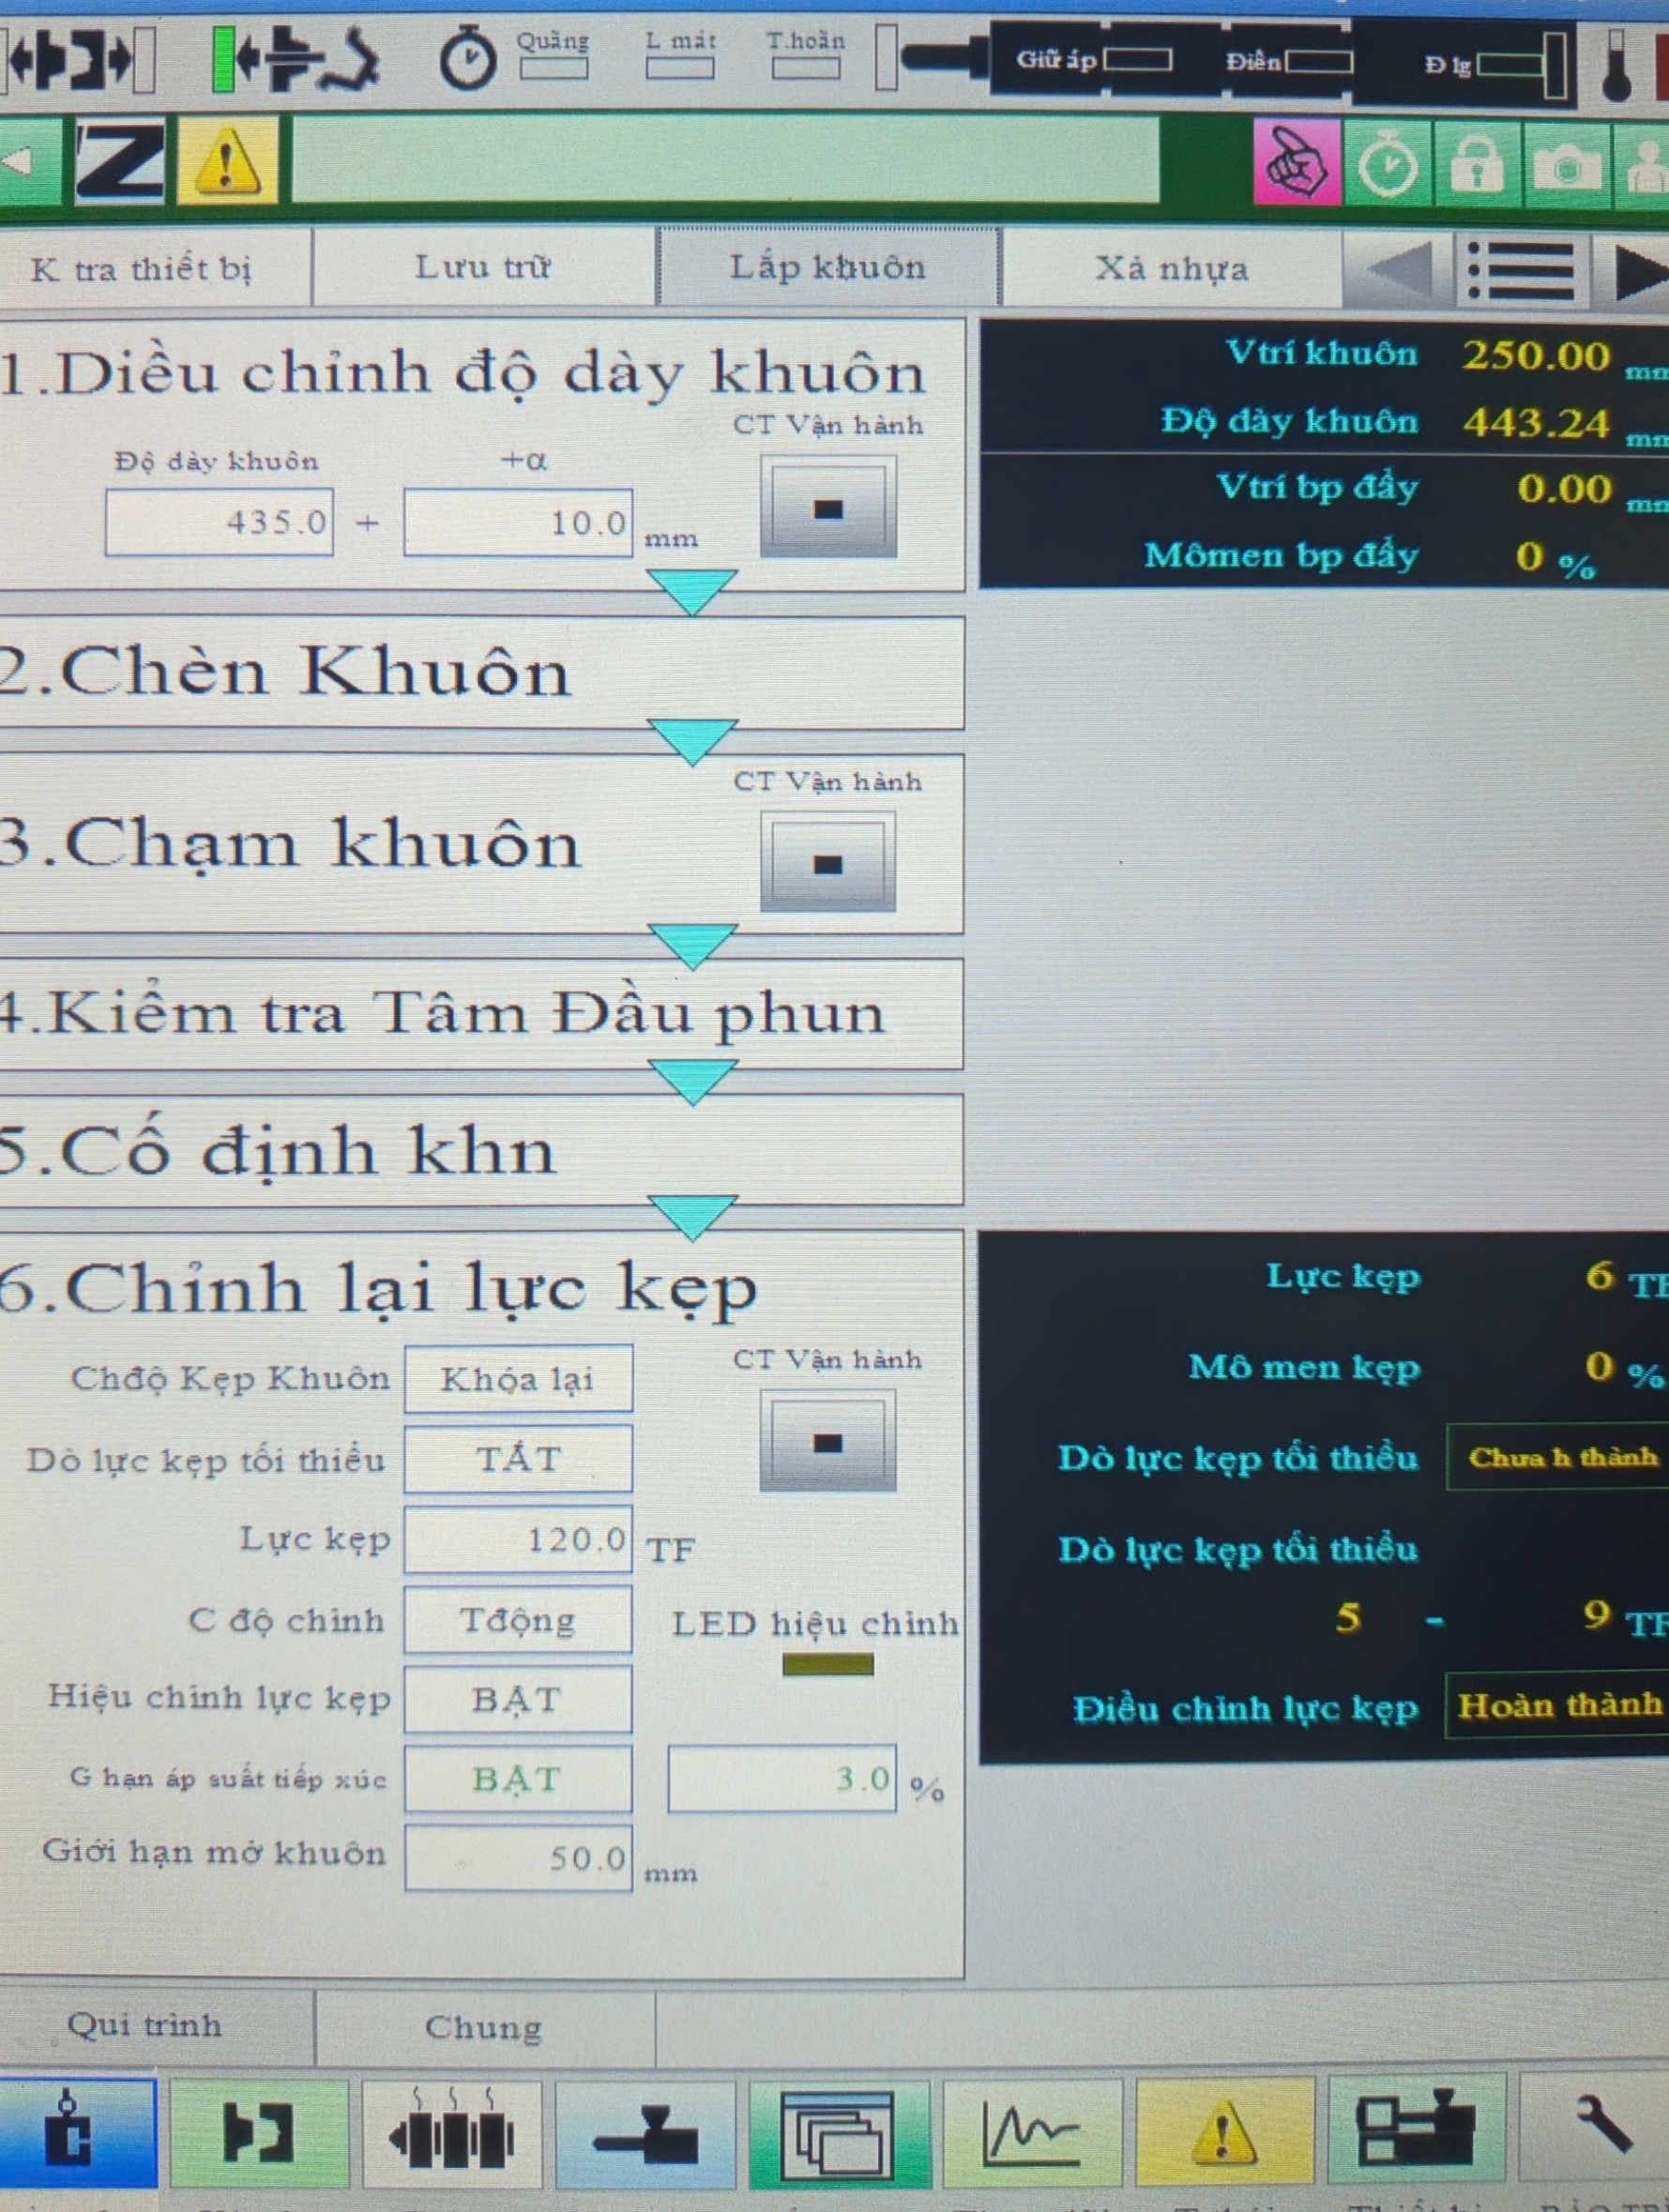 Quãng L mát T.hoãn Giữ áp Điền Đ lg
K tra thiết bị Lưu trữ Lắp khuôn Xả nhựa
1.Diều chỉnh độ dày khuôn
CT Vận hành
Độ dày khuôn +α
435.0 + 10.0 mm
Vtrí khuôn 250.00 mm
Độ dày khuôn 443.24 mm
Vtrí bp đẩy 0.00 mm
Mômen bp đẩy 0 %
2.Chèn Khuôn
3.Chạm khuôn
CT Vận hành
4.Kiểm tra Tâm Đầu phun
5.Cố định khn
6.Chỉnh lại lực kẹp
CT Vận hành
Chđộ Kẹp Khuôn Khóa lại
Dò lực kẹp tối thiểu TẮT
Lực kẹp 120.0 TF
C độ chỉnh Tđộng LED hiệu chỉnh
Hiệu chỉnh lực kẹp BẬT
G hạn áp suất tiếp xúc BẬT 3.0 %
Giới hạn mở khuôn 50.0 mm
Lực kẹp 6 TF
Mô men kẹp 0 %
Dò lực kẹp tối thiểu Chưa h thành
Dò lực kẹp tối thiểu
5 - 9 TF
Điều chỉnh lực kẹp Hoàn thành
Qui trình Chung